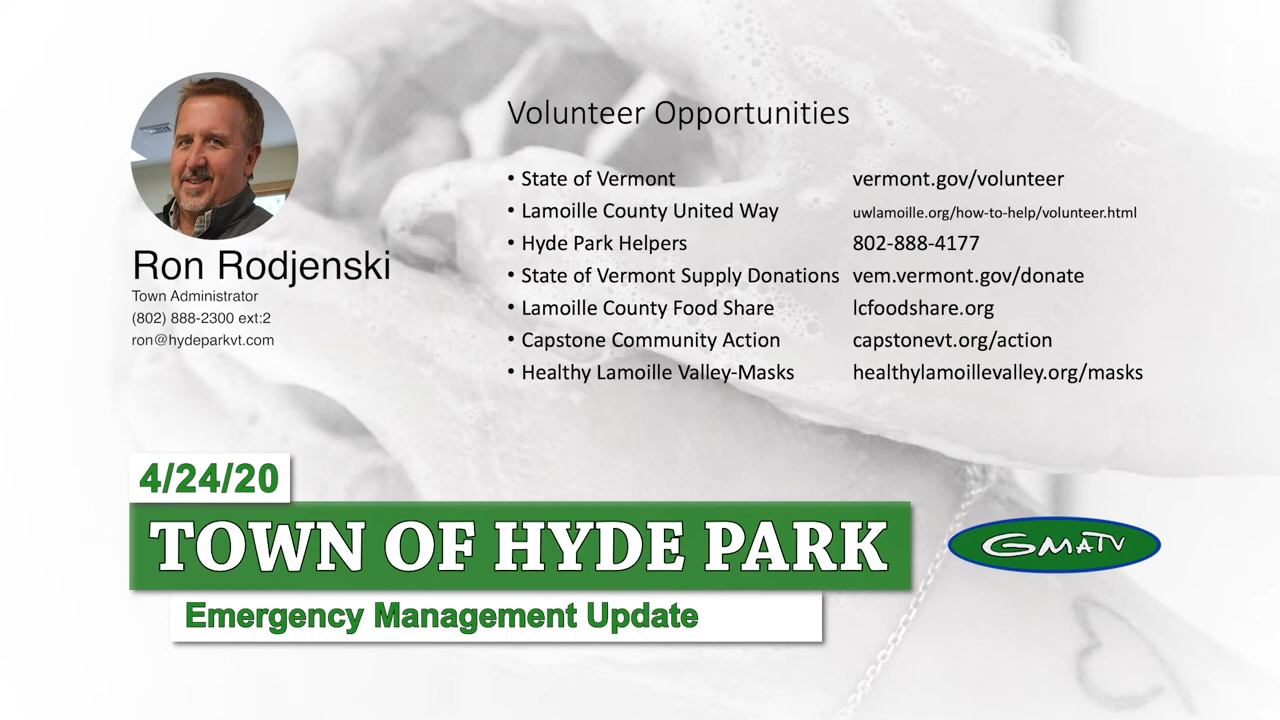 Ron Rodjenski
Town Administrator
(802) 888-2300 ext:2
ron@hydeparkvt.com
Volunteer Opportunities
• State of Vermont vermont.gov/volunteer
• Lamoille County United Way uwlamoille.org/how-to-help/volunteer.html
• Hyde Park Helpers 802-888-4177
• State of Vermont Supply Donations vem.vermont.gov/donate
• Lamoille County Food Share lcfoodshare.org
• Capstone Community Action capstonevt.org/action
• Healthy Lamoille Valley-Masks healthylamoillevalley.org/masks
4/24/20
TOWN OF HYDE PARK
GMATV
Emergency Management Update